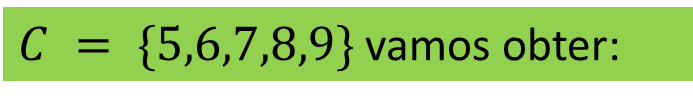 C = {5,6,7,8,9} vamos obter: